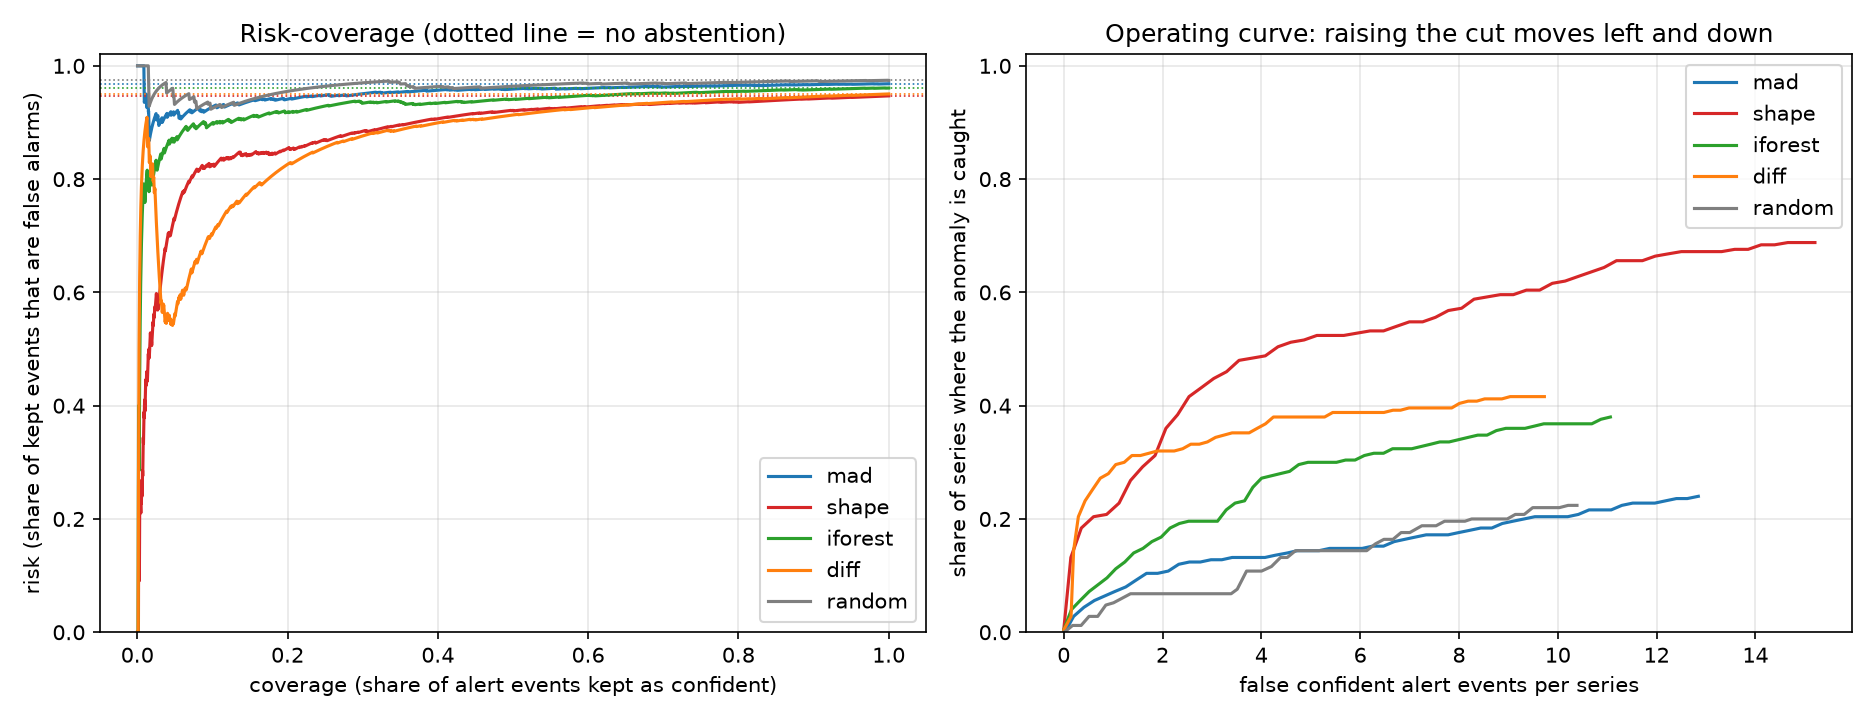 Risk-coverage (dotted line = no abstention)
risk (share of kept events that are false alarms)
1.0
0.8
0.6
0.4
0.2
0.0
mad
shape
iforest
diff
random
0.0 0.2 0.4 0.6 0.8 1.0
coverage (share of alert events kept as confident)
Operating curve: raising the cut moves left and down
share of series where the anomaly is caught
1.0
0.8
0.6
0.4
0.2
0.0
mad
shape
iforest
diff
random
0 2 4 6 8 10 12 14
false confident alert events per series